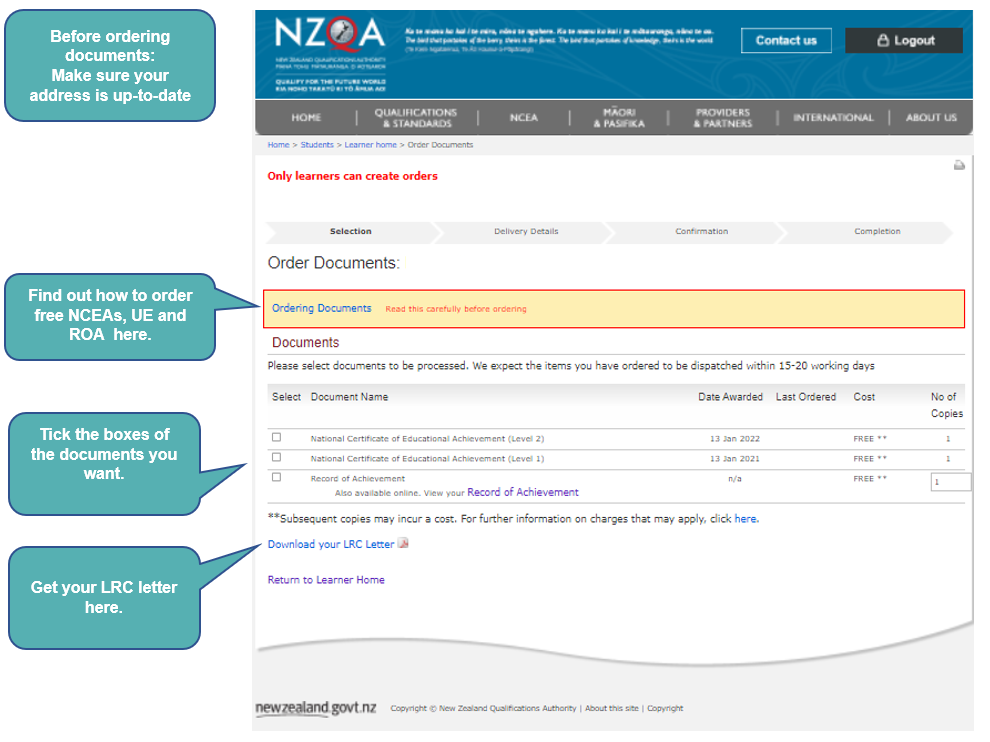 Before ordering
documents:
Make sure your
address is up-to-date
NZQA
NEW ZEALAND QUALIFICATIONS AUTHORITY
MANA TOHU MĀTAURANGA O AOTEAROA
QUALIFY FOR THE FUTURE WORLD
KIA NOHO TAKATŪ KI TŌ ĀMUA AO!
Ko te manu ka kai i te miro, nōna te ngahere. Ko te manu ka kai i te mātauranga, nōna te ao.
The bird that partakes of the berry, theirs is the forest. The bird that partakes of knowledge, theirs is the world.
Contact us
Logout
HOME
QUALIFICATIONS
& STANDARDS
NCEA
MĀORI
& PASIFIKA
PROVIDERS
& PARTNERS
INTERNATIONAL
ABOUT US
Home > Students > Learner home > Order Documents
Only learners can create orders
Selection
Delivery Details
Confirmation
Completion
Order Documents:
Find out how to order
free NCEAs, UE and
ROA here.
Ordering Documents Read this carefully before ordering
Documents
Please select documents to be processed. We expect the items you have ordered to be dispatched within 15-20 working days
Select Document Name Date Awarded Last Ordered Cost No of
Copies
National Certificate of Educational Achievement (Level 2) 13 Jan 2022 FREE ** 1
National Certificate of Educational Achievement (Level 1) 13 Jan 2021 FREE ** 1
Record of Achievement n/a FREE ** 1
Also available online. View your Record of Achievement
Tick the boxes of
the documents you
want.
**Subsequent copies may incur a cost. For further information on charges that may apply, click here.
Download your LRC Letter
Get your LRC letter
here.
Return to Learner Home
newzealand.govt.nz
Copyright © New Zealand Qualifications Authority | About this site | Copyright